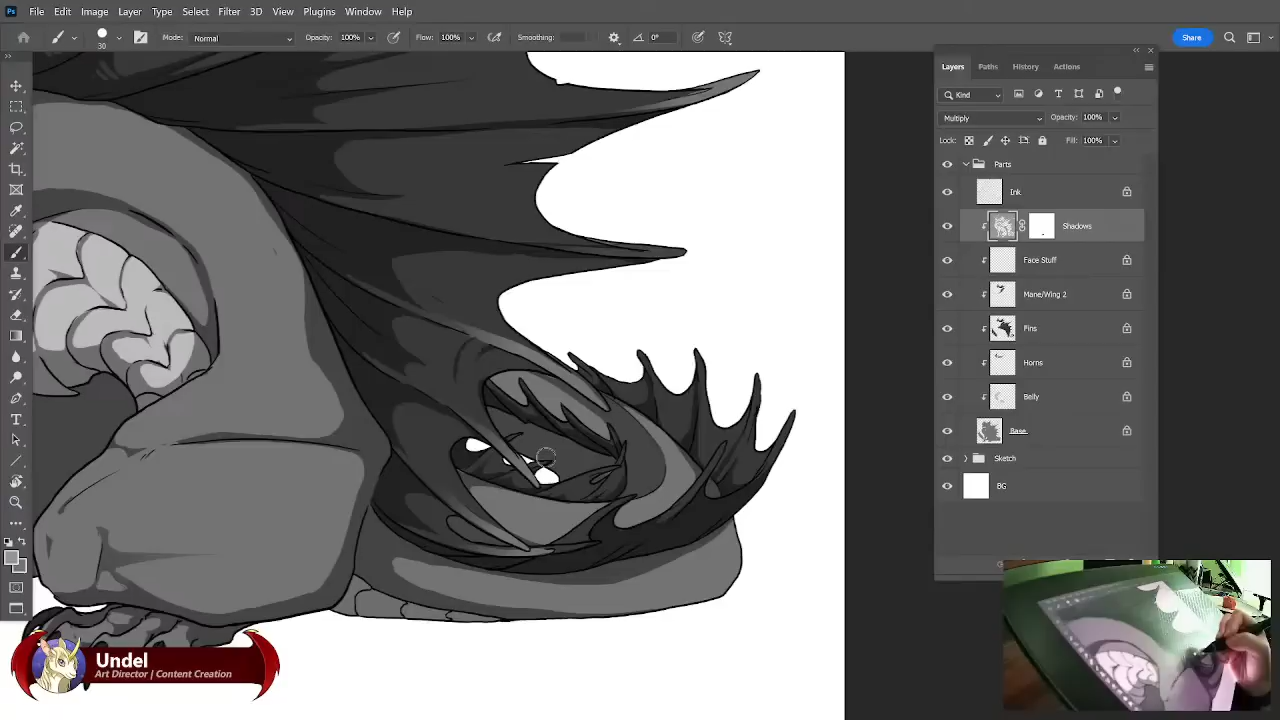 Ps File Edit Image Layer Type Select Filter 3D View Plugins Window Help
30 Mode: Normal Opacity: 100% Flow: 100% Smoothing: 0° Share
Layers Paths History Actions
Kind
Multiply Opacity: 100%
Lock: Fill: 100%
Parts
Ink
Shadows
Face Stuff
Mane/Wing 2
Fins
Horns
Belly
Base
Sketch
BG
Undel
Art Director | Content Creation